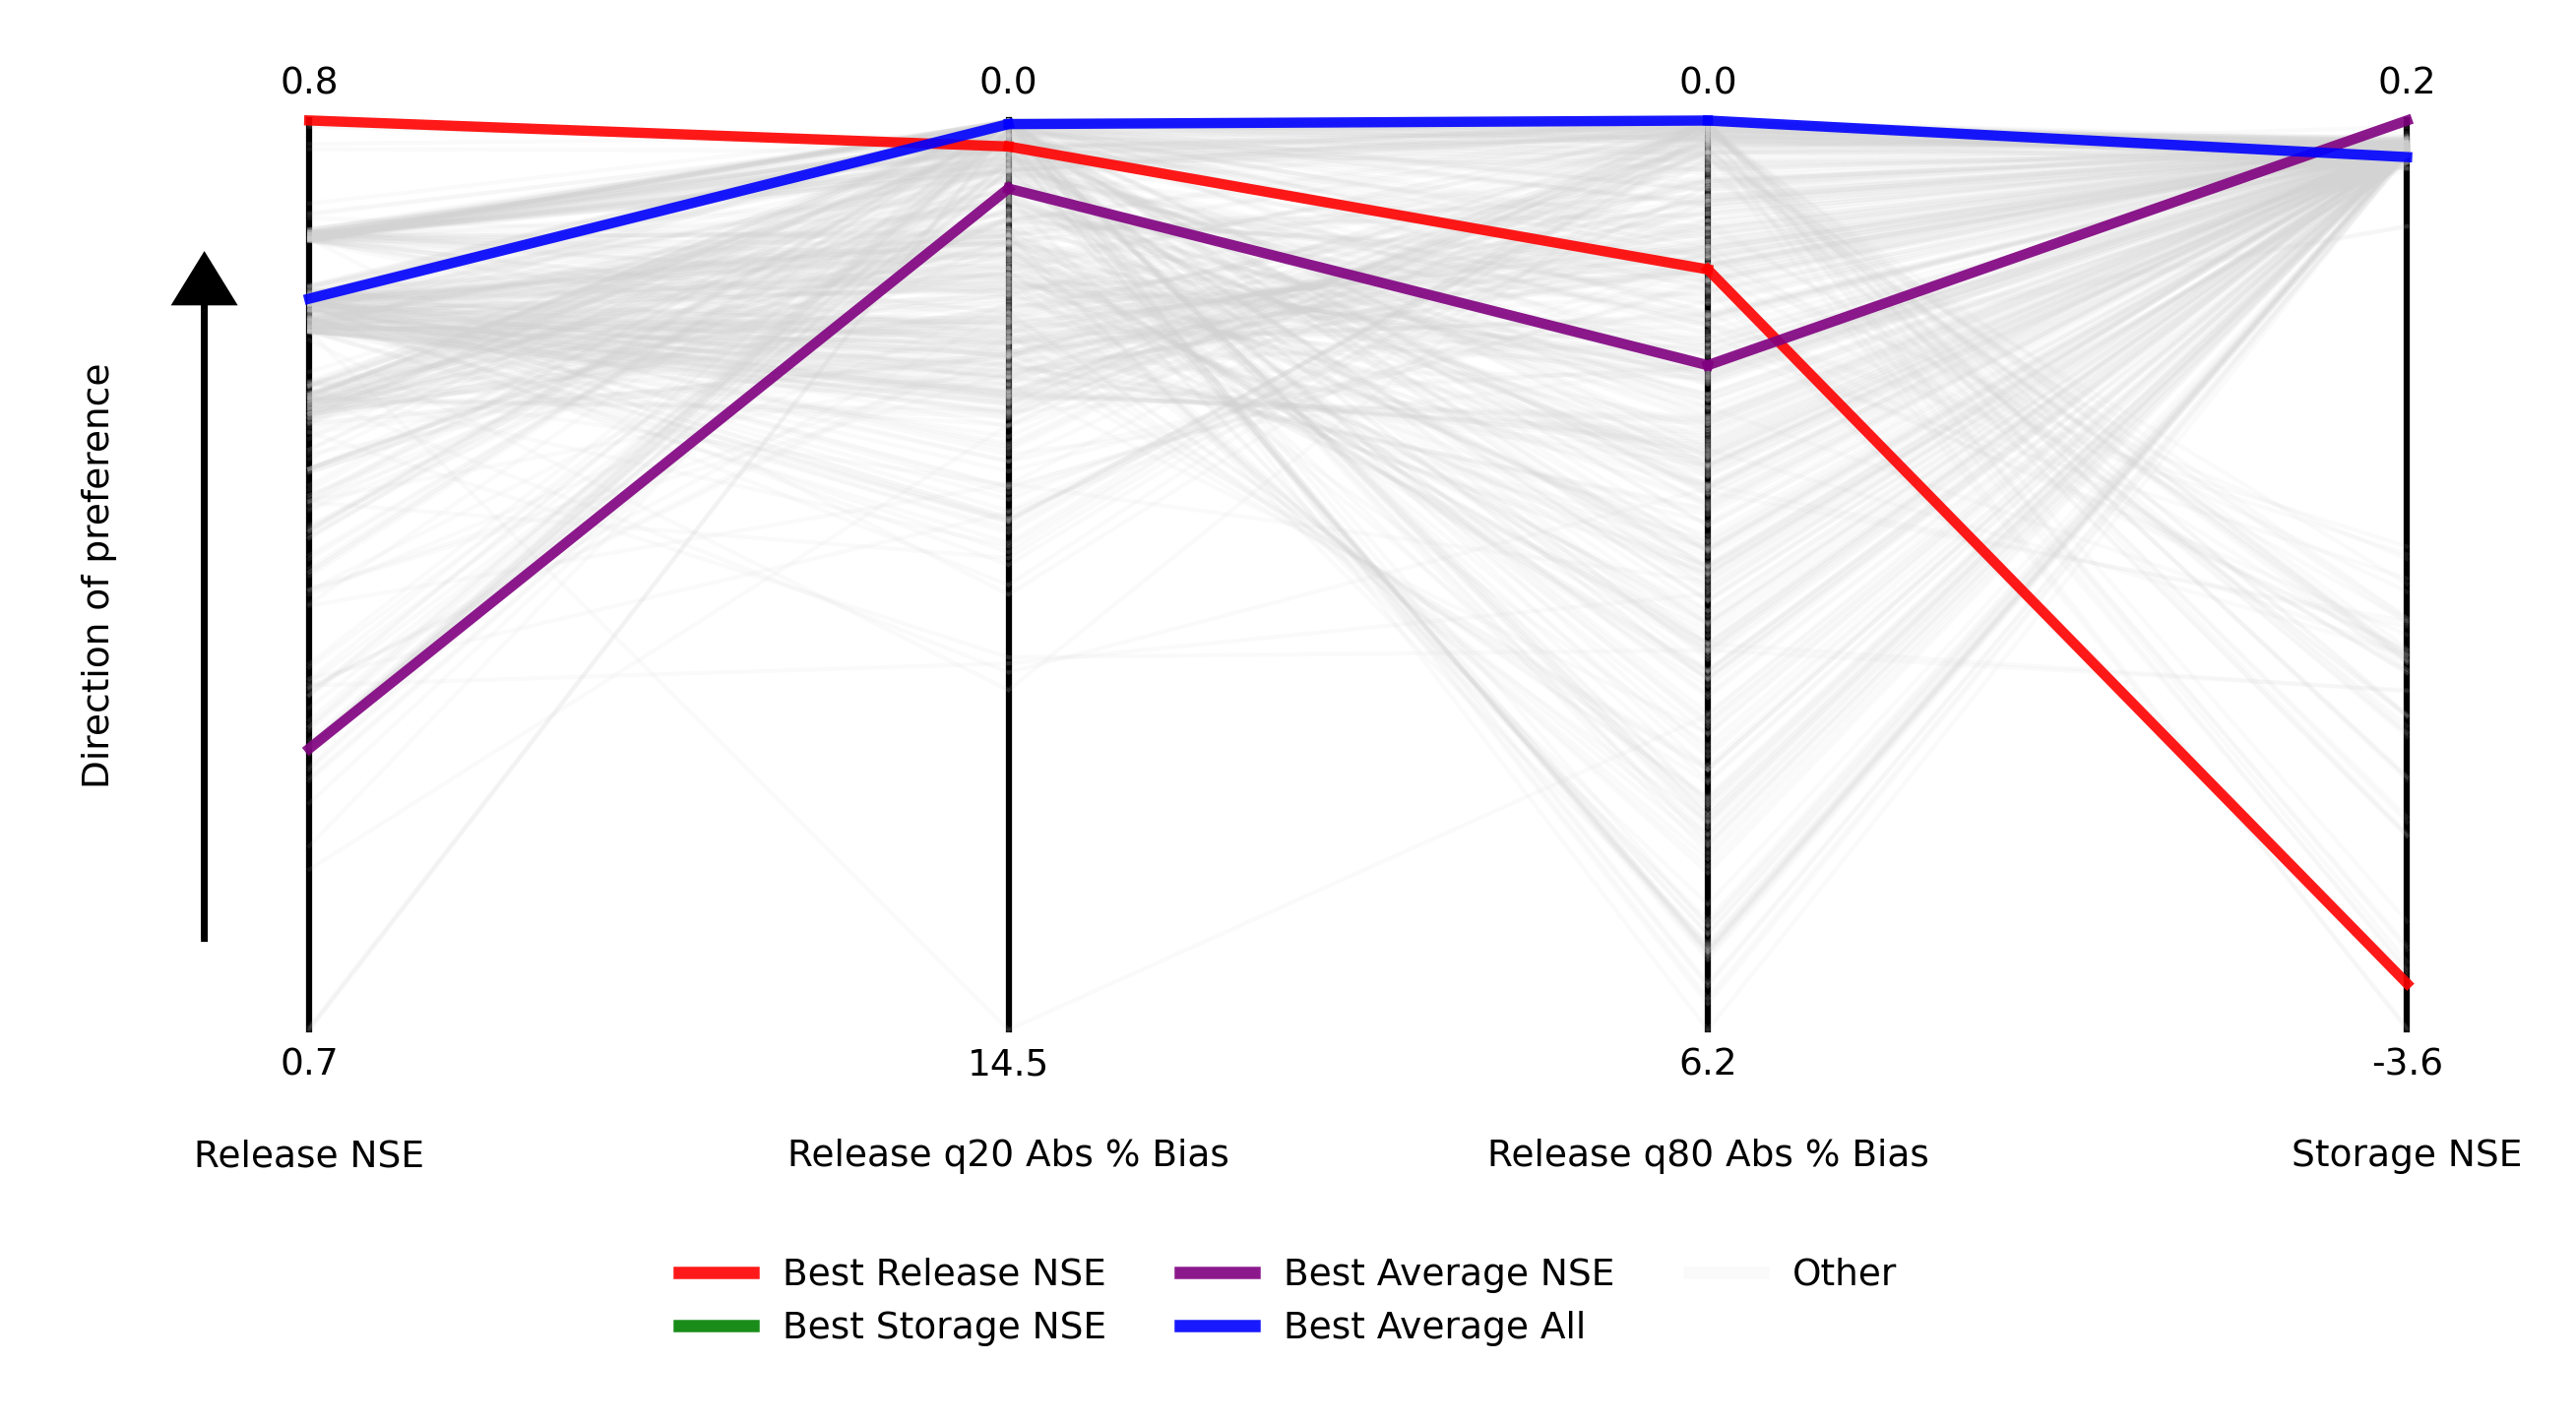 0.8
0.0
0.0
0.2
Direction of preference
0.7
14.5
6.2
-3.6
Release NSE
Release q20 Abs % Bias
Release q80 Abs % Bias
Storage NSE
Best Release NSE
Best Average NSE
Other
Best Storage NSE
Best Average All